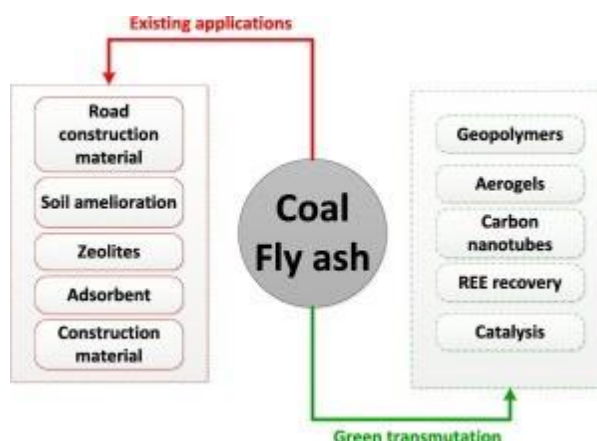 Existing applications
Road
construction
material
Soil amelioration
Zeolites
Adsorbent
Construction
material
Coal
Fly ash
Geopolymers
Aerogels
Carbon
nanotubes
REE recovery
Catalysis
Green transmutation